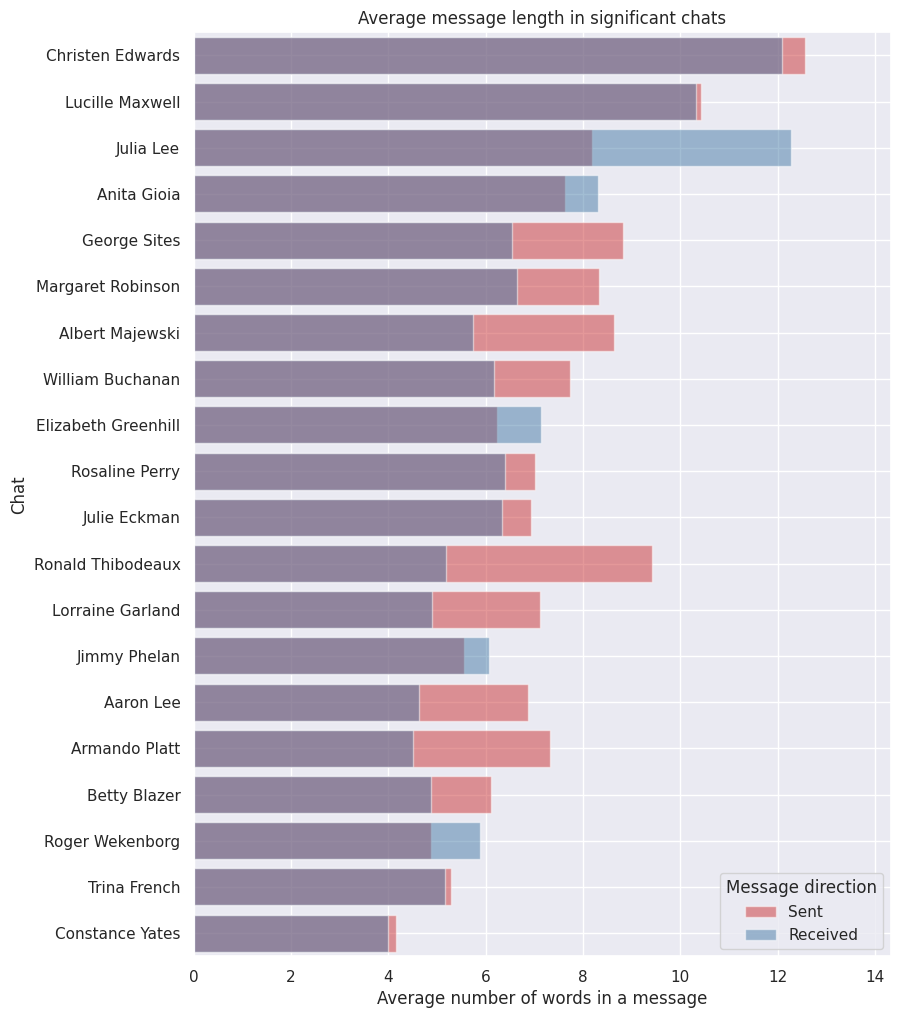 Average message length in significant chats
Chat
Christen Edwards
Lucille Maxwell
Julia Lee
Anita Gioia
George Sites
Margaret Robinson
Albert Majewski
William Buchanan
Elizabeth Greenhill
Rosaline Perry
Julie Eckman
Ronald Thibodeaux
Lorraine Garland
Jimmy Phelan
Aaron Lee
Armando Platt
Betty Blazer
Roger Wekenborg
Trina French
Constance Yates
Message direction
Sent
Received
0 2 4 6 8 10 12 14
Average number of words in a message